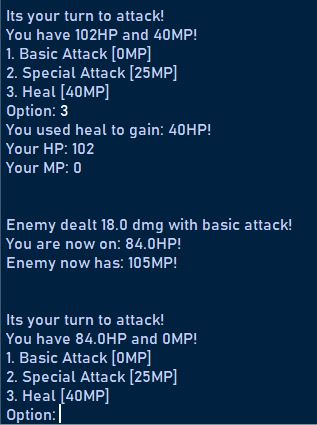 Its your turn to attack!
You have 102HP and 40MP!
1. Basic Attack [0MP]
2. Special Attack [25MP]
3. Heal [40MP]
Option: 3
You used heal to gain: 40HP!
Your HP: 102
Your MP: 0
Enemy dealt 18.0 dmg with basic attack!
You are now on: 84.0HP!
Enemy now has: 105MP!
Its your turn to attack!
You have 84.0HP and 0MP!
1. Basic Attack [0MP]
2. Special Attack [25MP]
3. Heal [40MP]
Option: